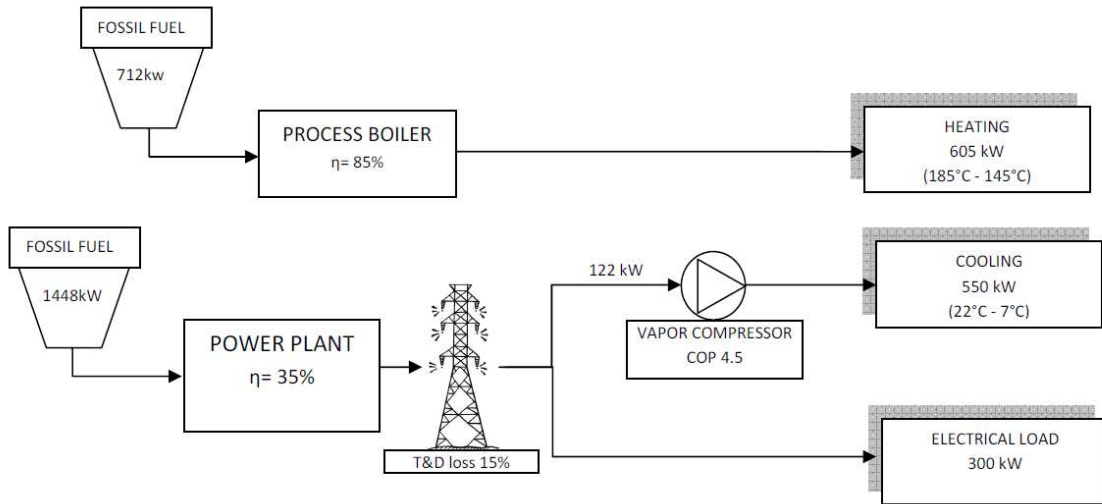 FOSSIL FUEL
712kw
PROCESS BOILER
η= 85%
HEATING
605 kW
(185°C - 145°C)
FOSSIL FUEL
1448kW
POWER PLANT
η= 35%
T&D loss 15%
122 kW
VAPOR COMPRESSOR
COP 4.5
COOLING
550 kW
(22°C - 7°C)
ELECTRICAL LOAD
300 kW